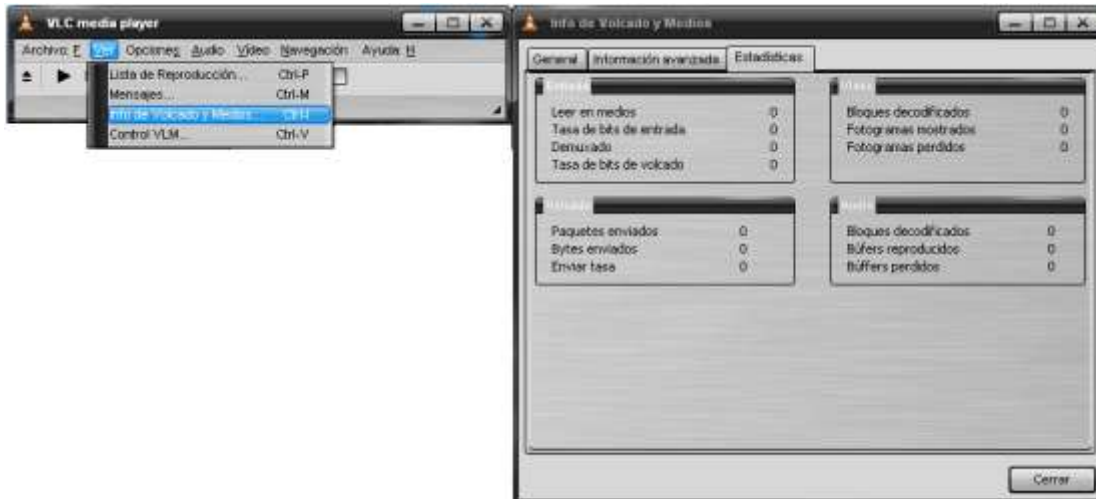 VLC media player
Archivo: F Ver Opciones Audio Vídeo Navegación Ayuda: H
Lista de Reproducción... Ctrl-P
Mensajes... Ctrl-M
Info de Volcado y Medios... Ctrl-I
Control VLM... Ctrl-V
Info de Volcado y Medios
General Información avanzada Estadísticas
Entrada
Leer en medios 0
Tasa de bits de entrada 0
Demuxado 0
Tasa de bits de volcado 0
Vídeo
Bloques decodificados 0
Fotogramas mostrados 0
Fotogramas perdidos 0
Volcado
Paquetes enviados 0
Bytes enviados 0
Enviar tasa 0
Audio
Bloques decodificados 0
Búfers reproducidos 0
Búffers perdidos 0
Cerrar